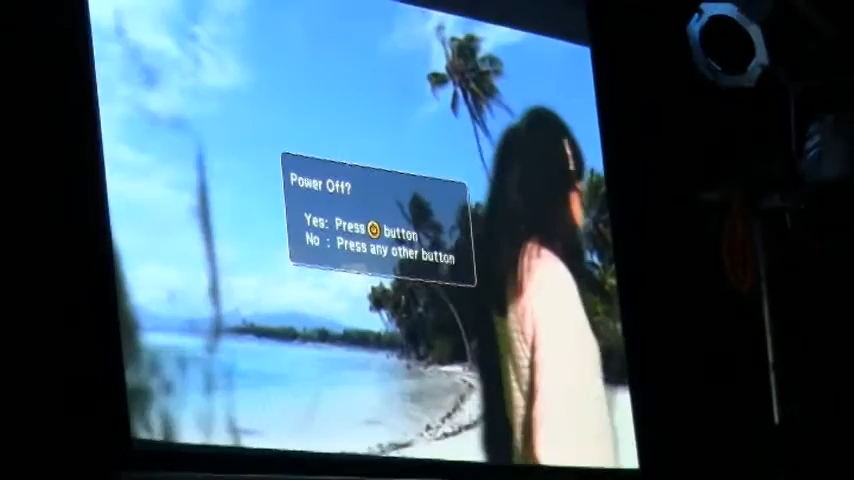 Power Off?
Yes: Press button
No : Press any other button